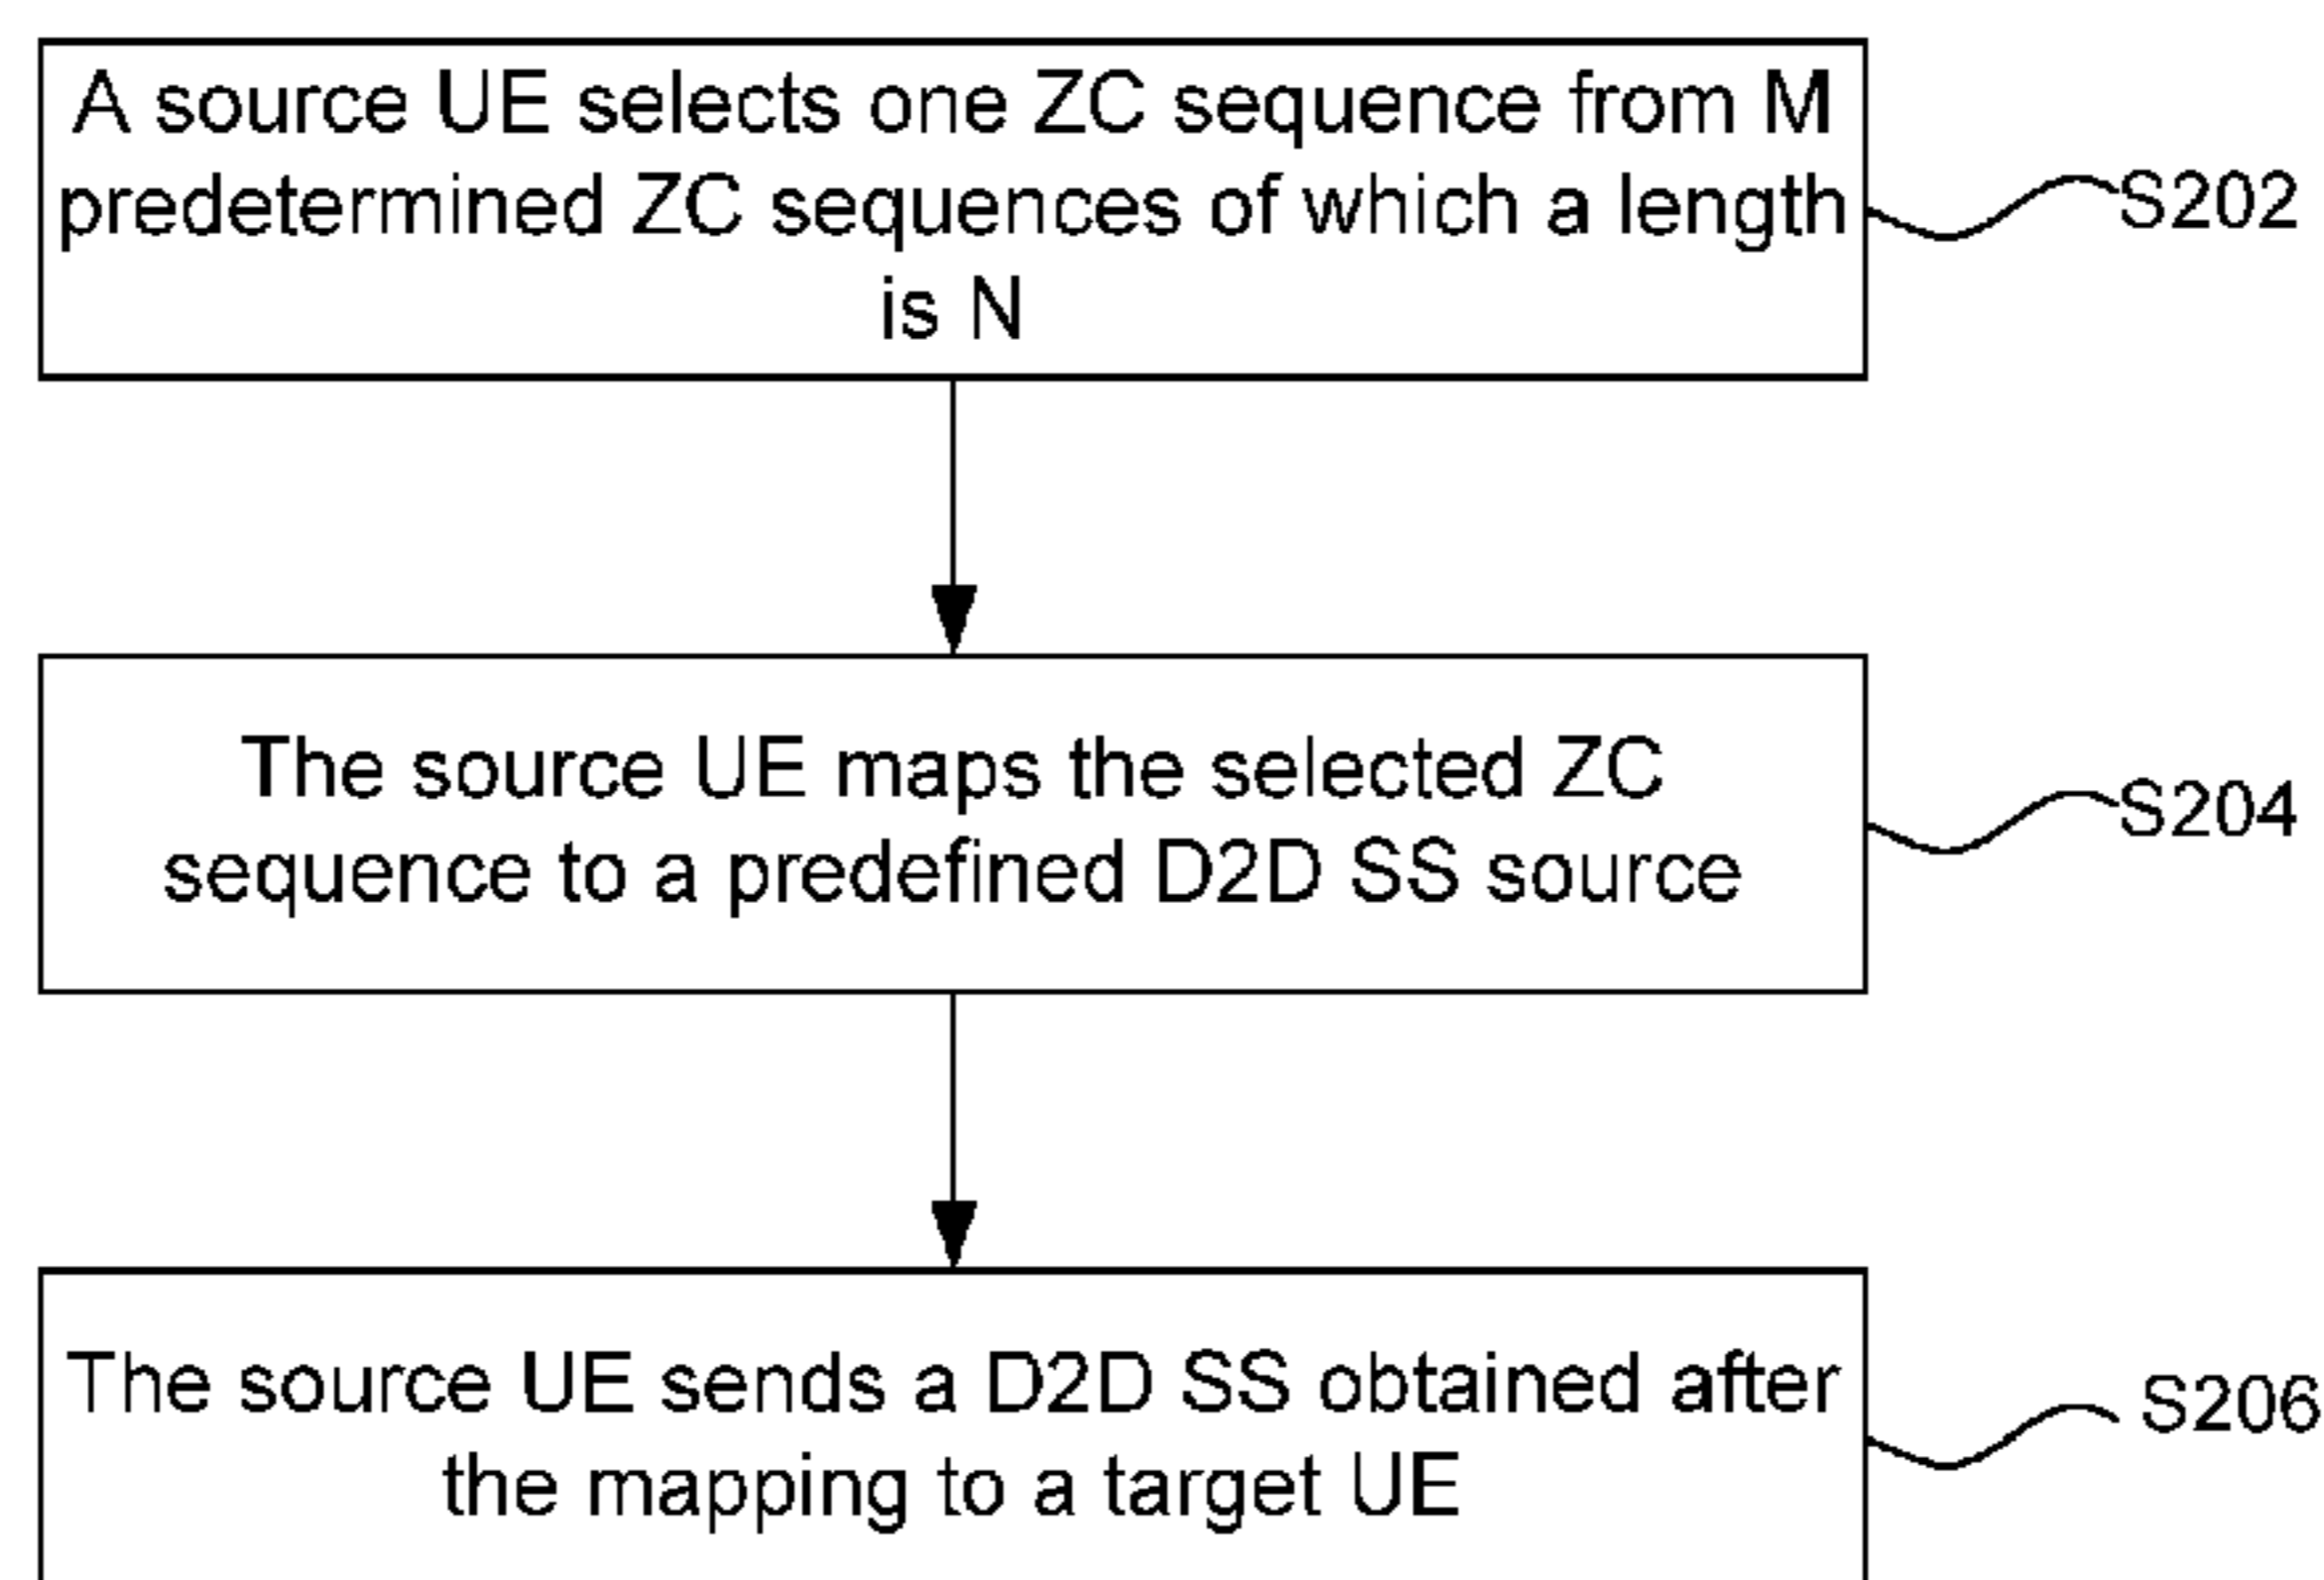 A source UE selects one ZC sequence from M
predetermined ZC sequences of which a length
is N
S202
The source UE maps the selected ZC
sequence to a predefined D2D SS source
S204
The source UE sends a D2D SS obtained after
the mapping to a target UE
S206